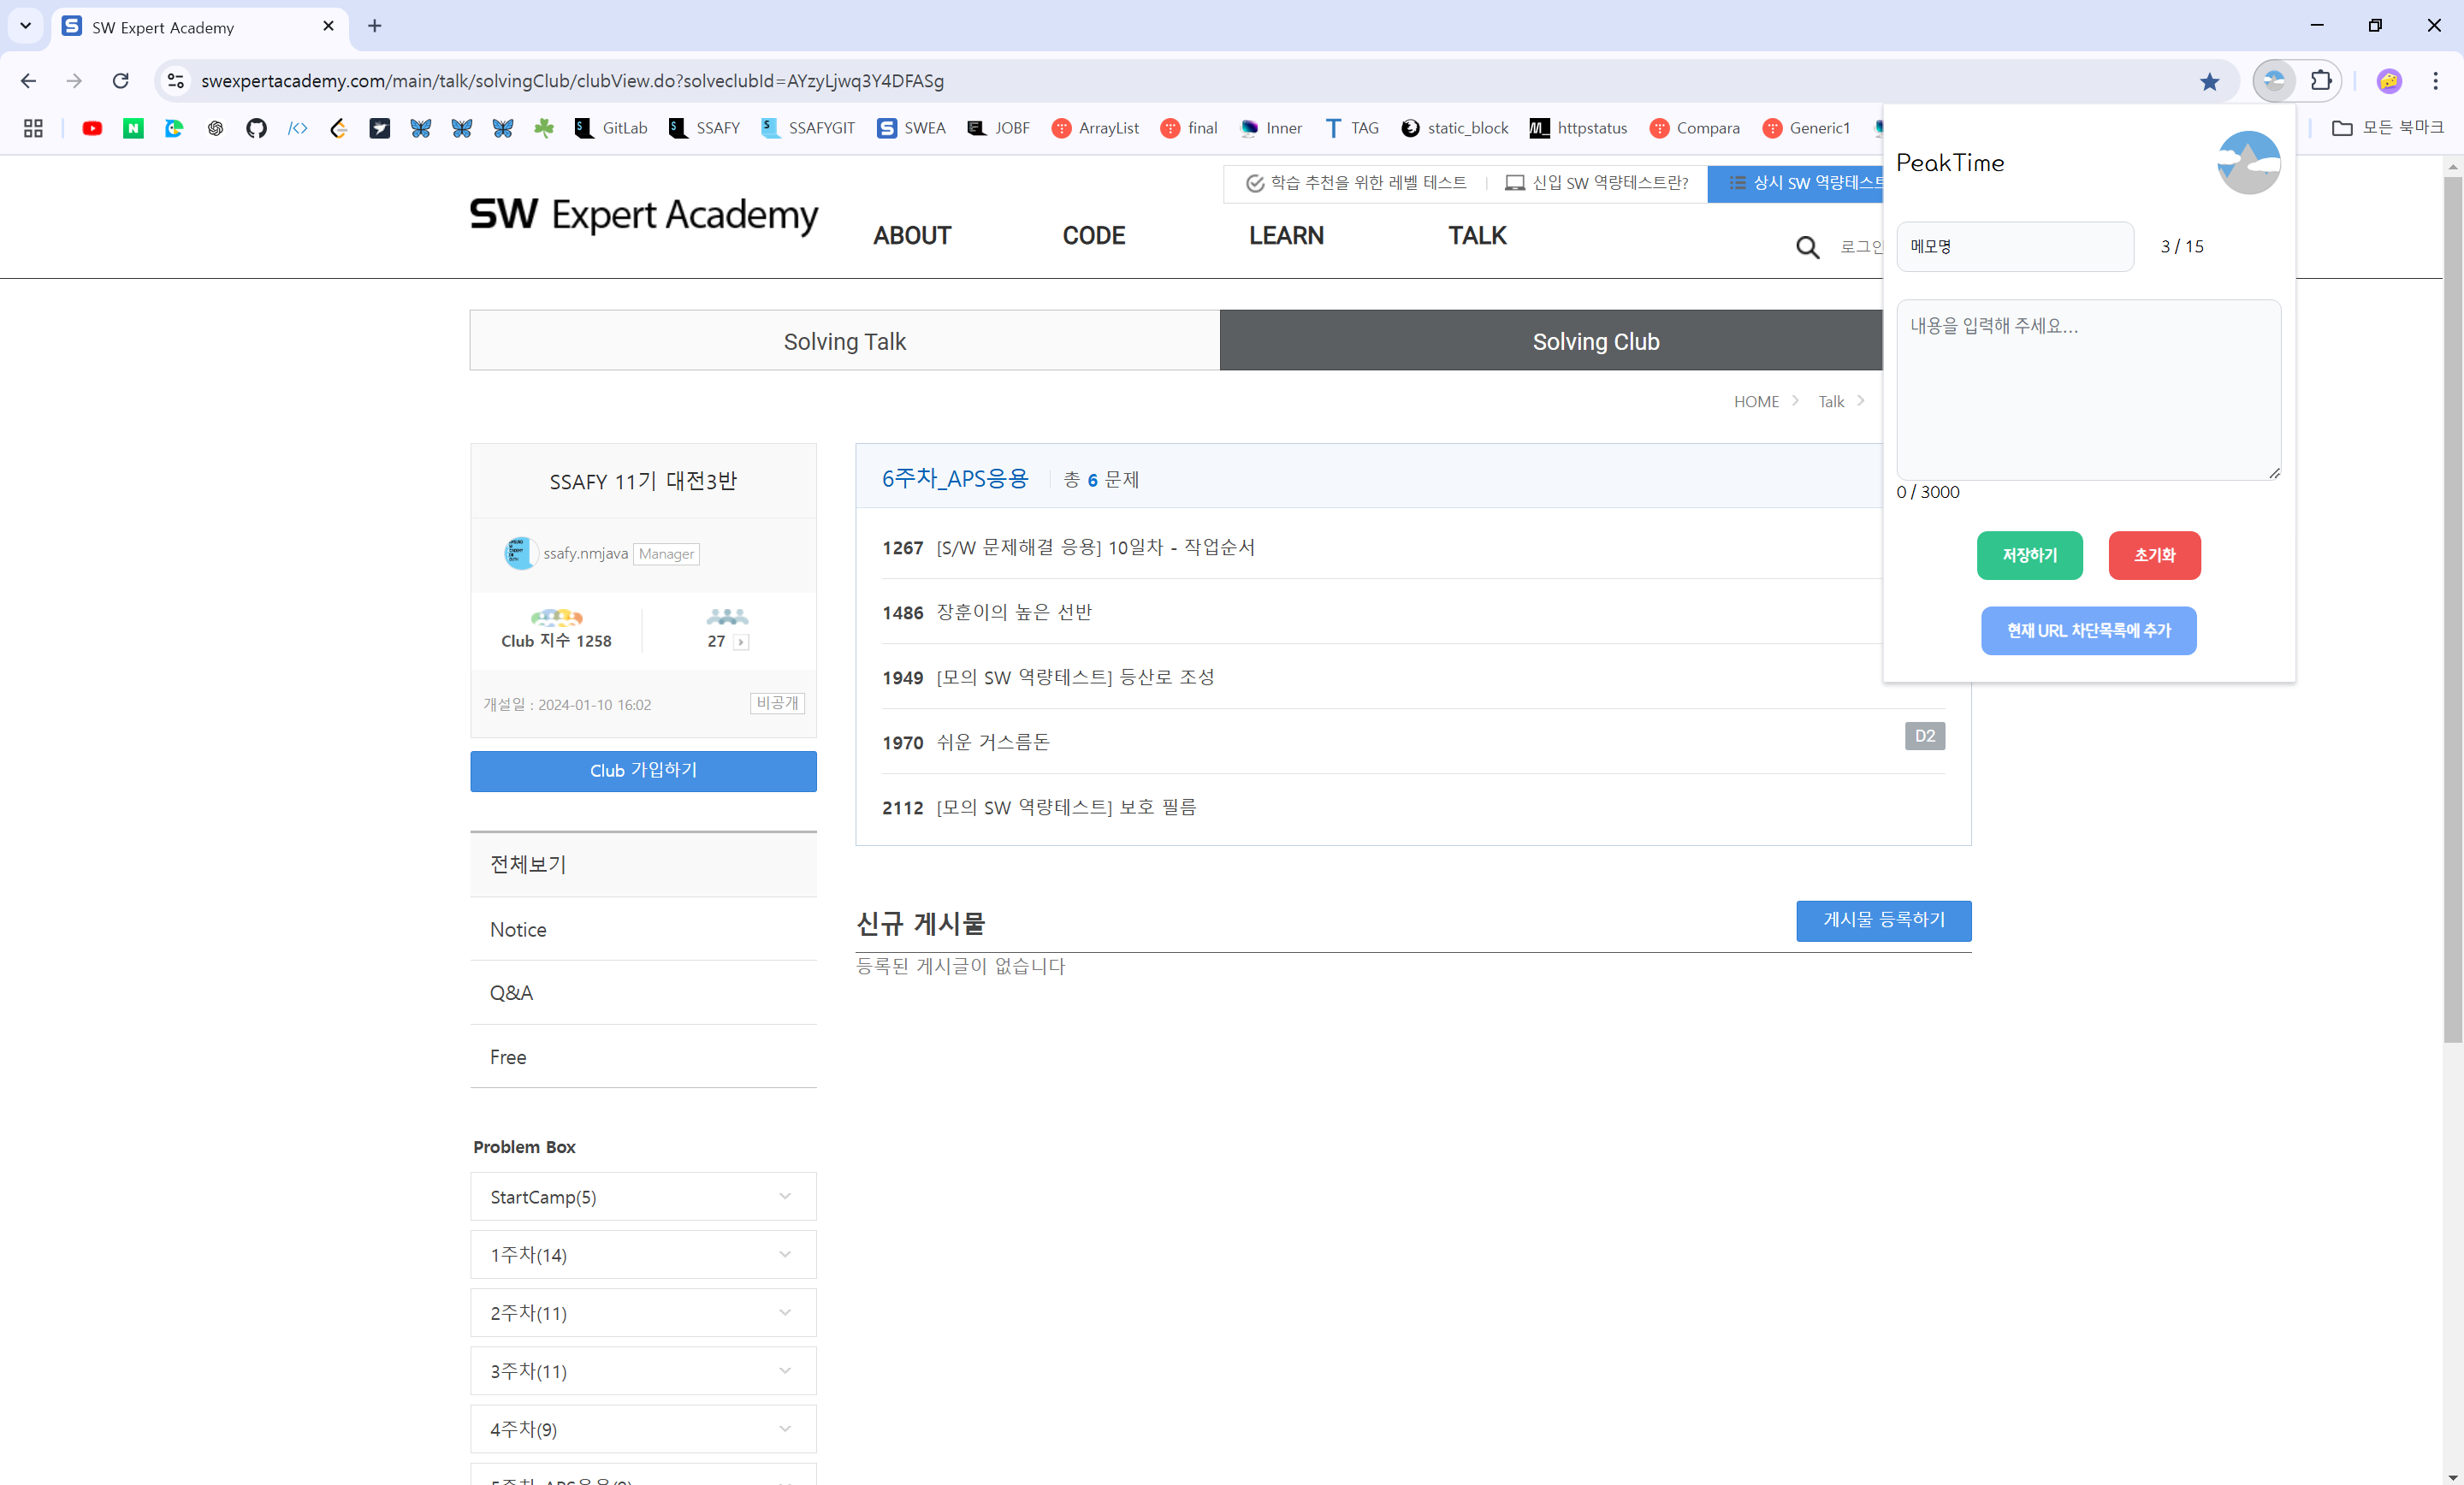 SW Expert Academy
swexpertacademy.com/main/talk/solvingClub/clubView.do?solveclubId=AYzyLjwq3Y4DFASg
GitLab SSAFY SSAFYGIT SWEA JOBF ArrayList final Inner TAG static_block httpstatus Compara Generic1 모든 북마크
학습 추천을 위한 레벨 테스트 신입 SW 역량테스트란? 상시 SW 역량테스트
SW Expert Academy
ABOUT CODE LEARN TALK
로그인
Solving Talk Solving Club
HOME Talk
SSAFY 11기 대전3반
ssafy.nmjava Manager
Club 지수 1258 27
개설일 : 2024-01-10 16:02 비공개
Club 가입하기
전체보기
Notice
Q&A
Free
Problem Box
StartCamp(5)
1주차(14)
2주차(11)
3주차(11)
4주차(9)
6주차_APS응용 총 6 문제
1267 [S/W 문제해결 응용] 10일차 - 작업순서
1486 장훈이의 높은 선반
1949 [모의 SW 역량테스트] 등산로 조성
1970 쉬운 거스름돈 D2
2112 [모의 SW 역량테스트] 보호 필름
신규 게시물 게시물 등록하기
등록된 게시글이 없습니다
PeakTime
메모명 3 / 15
내용을 입력해 주세요...
0 / 3000
저장하기 초기화
현재 URL 차단목록에 추가